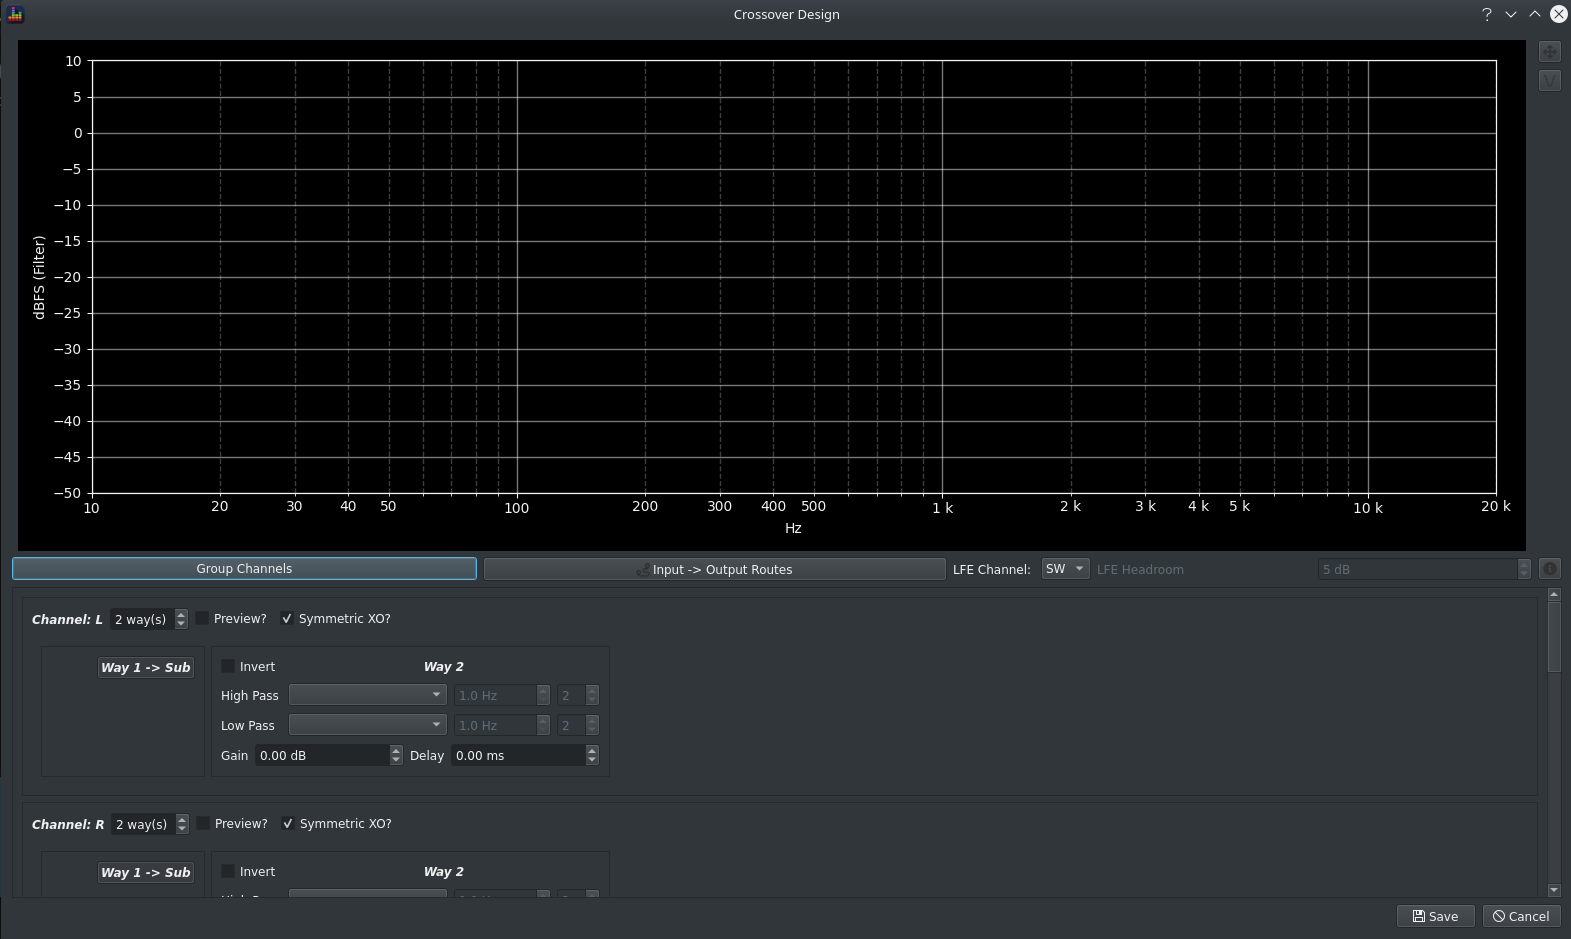 Crossover Design
10
5
0
−5
−10
−15
−20
−25
−30
−35
−40
−45
−50
dBFS (Filter)
10 20 30 40 50 100 200 300 400 500 1 k 2 k 3 k 4 k 5 k 10 k 20 k
Hz
Group Channels Input -> Output Routes LFE Channel: SW LFE Headroom 5 dB
Channel: L 2 way(s) Preview? Symmetric XO?
Way 1 -> Sub Invert Way 2
High Pass 1.0 Hz 2
Low Pass 1.0 Hz 2
Gain 0.00 dB Delay 0.00 ms
Channel: R 2 way(s) Preview? Symmetric XO?
Way 1 -> Sub Invert Way 2
Save Cancel